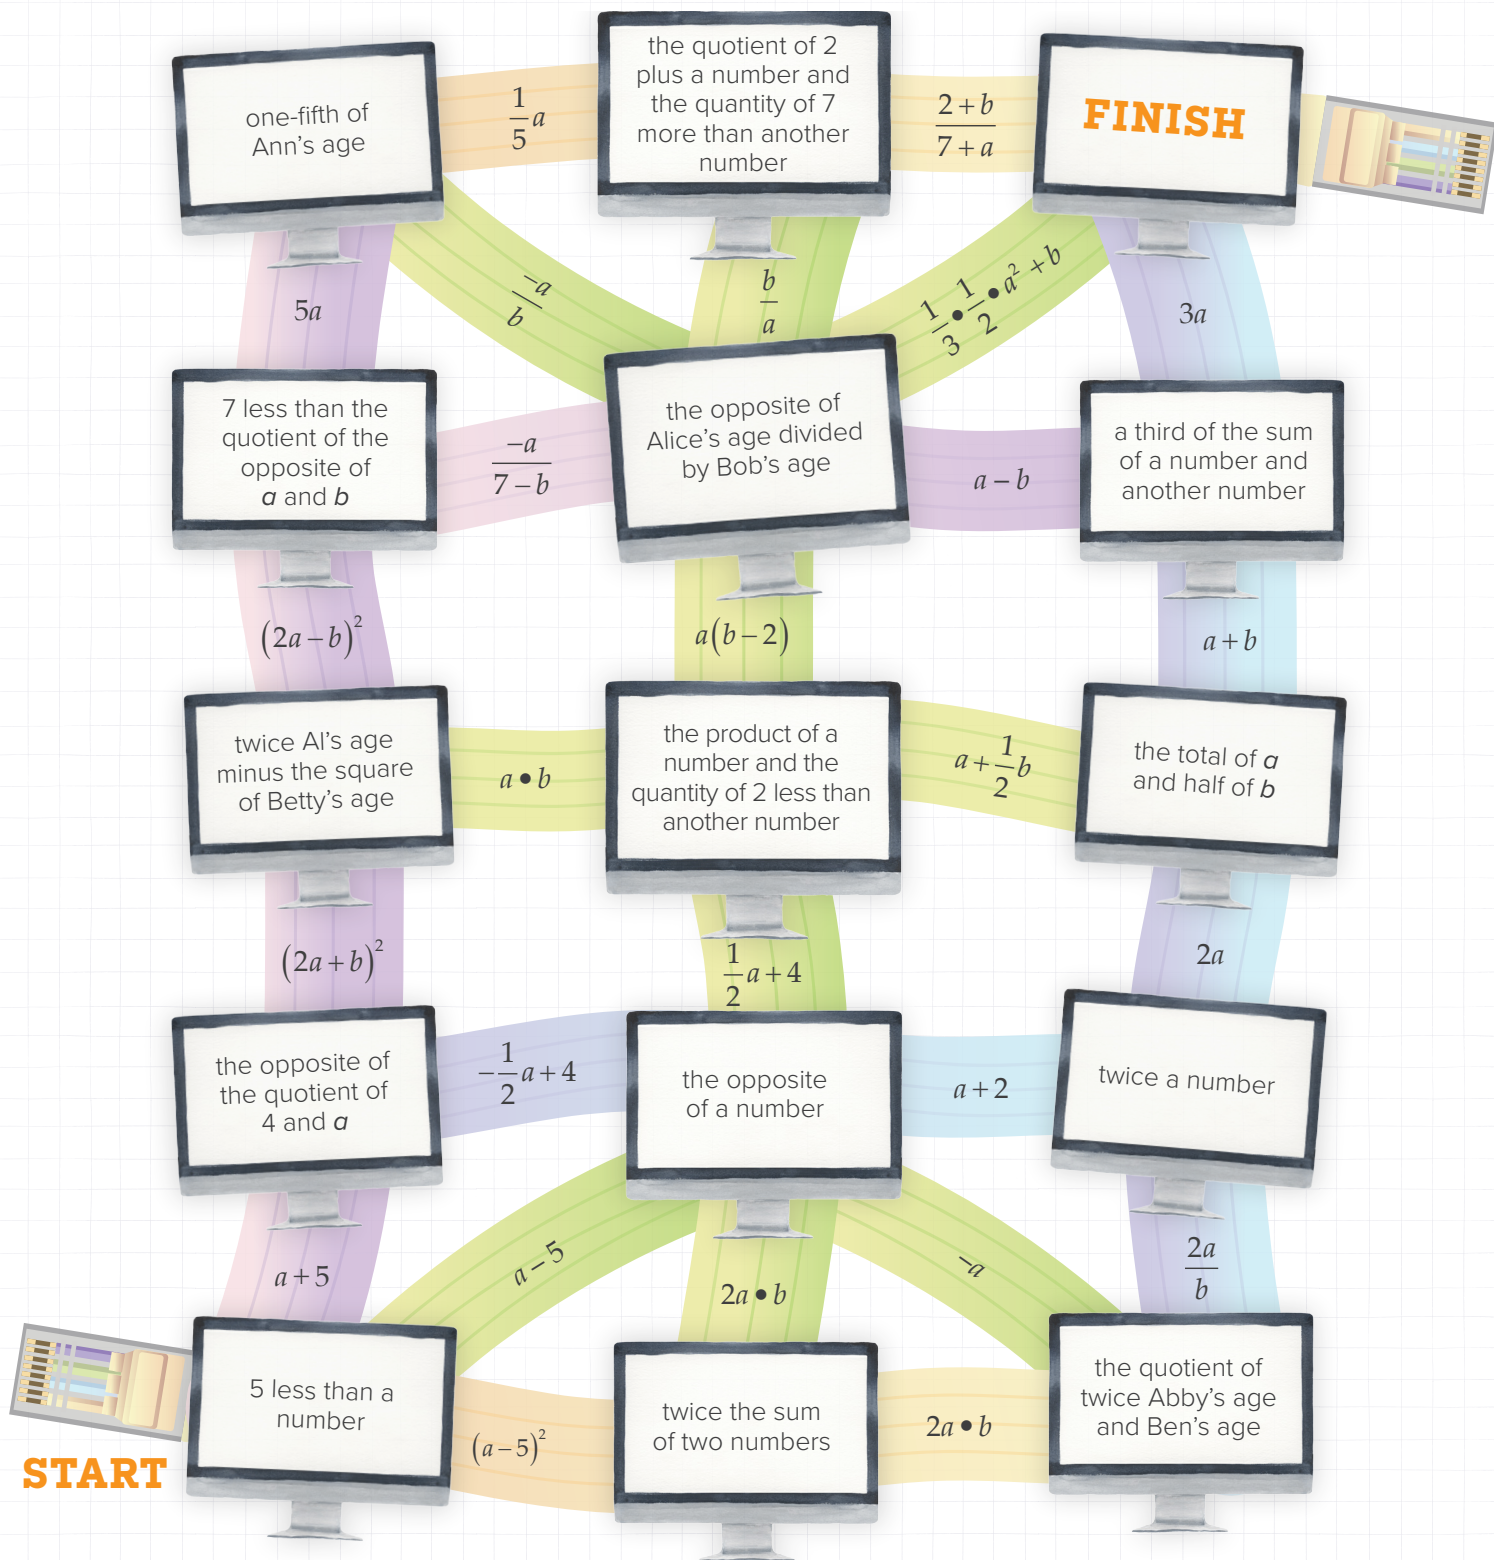 one-fifth of
Ann's age
1/5 a
the quotient of 2
plus a number and
the quantity of 7
more than another
number
2 + b / 7 + a
FINISH
5a
−a / b
b / a
1/3 • 1/2 • a² + b
3a
7 less than the
quotient of the
opposite of
a and b
−a / 7 − b
the opposite of
Alice's age divided
by Bob's age
a − b
a third of the sum
of a number and
another number
(2a − b)²
a(b − 2)
a + b
twice Al's age
minus the square
of Betty's age
a • b
the product of a
number and the
quantity of 2 less than
another number
a + 1/2 b
the total of a
and half of b
(2a + b)²
1/2 a + 4
2a
the opposite of
the quotient of
4 and a
−1/2 a + 4
the opposite
of a number
a + 2
twice a number
a + 5
a − 5
2a • b
−a
2a / b
START
5 less than a
number
(a − 5)²
twice the sum
of two numbers
2a • b
the quotient of
twice Abby's age
and Ben's age